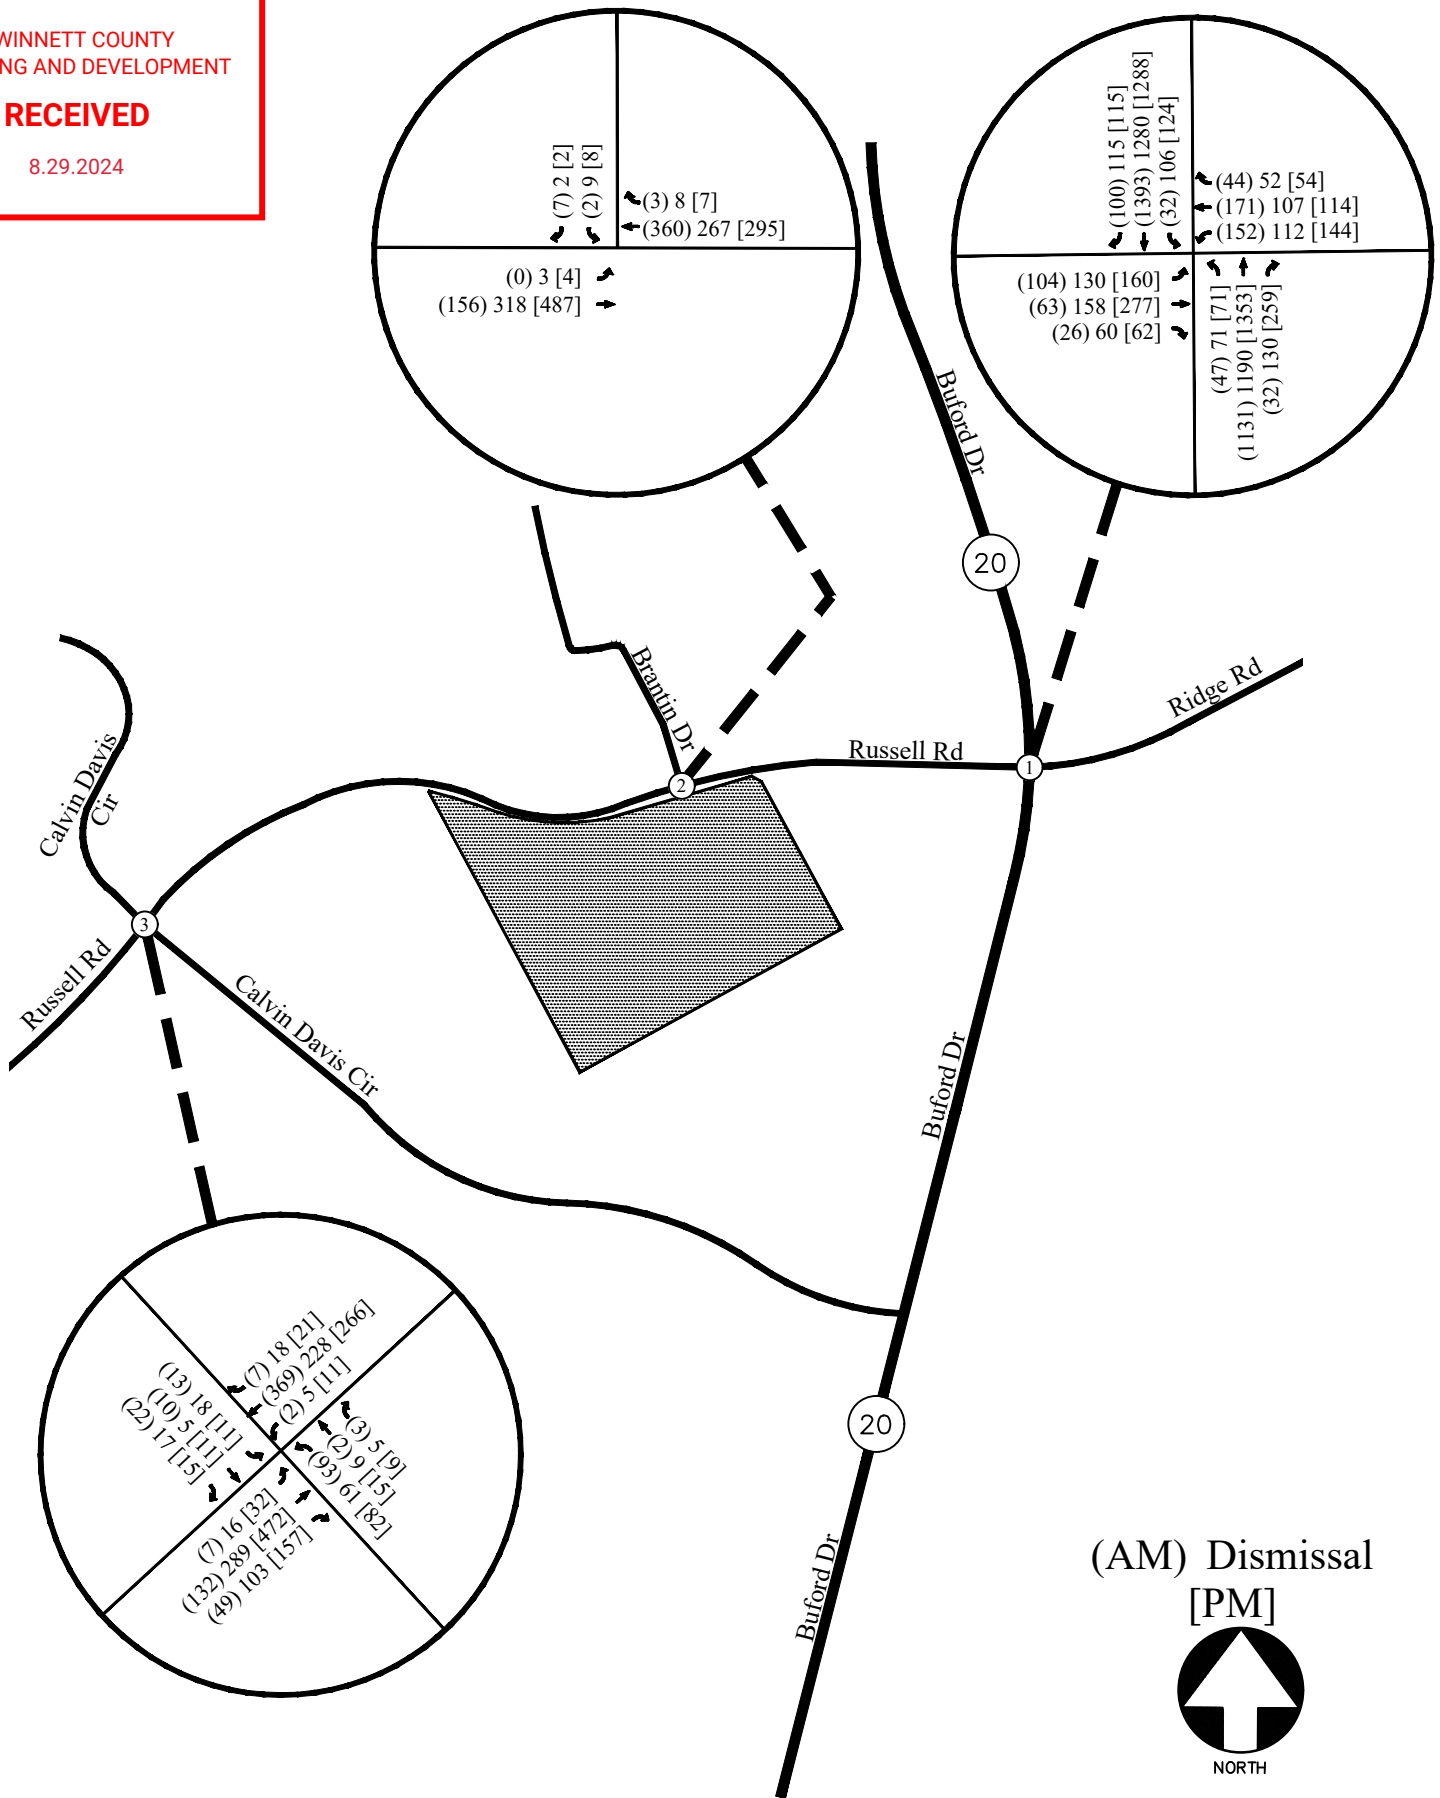 WINNETT COUNTY
NG AND DEVELOPMENT
RECEIVED
8.29.2024
(7) 2 [2]
(2) 9 [8]
(3) 8 [7]
(360) 267 [295]
(0) 3 [4]
(156) 318 [487]
(100) 115 [115]
(1393) 1280 [1288]
(32) 106 [124]
(44) 52 [54]
(171) 107 [114]
(152) 112 [144]
(104) 130 [160]
(63) 158 [277]
(26) 60 [62]
(47) 71 [71]
(1131) 1190 [1353]
(32) 130 [259]
Buford Dr
20
Brantin Dr
Ridge Rd
Russell Rd
1
2
Calvin Davis
Cir
3
Russell Rd
Calvin Davis Cir
Buford Dr
20
Buford Dr
(7) 18 [21]
(369) 228 [266]
(2) 5 [11]
(13) 18 [11]
(10) 5 [11]
(22) 17 [15]
(3) 5 [9]
(2) 9 [15]
(93) 61 [82]
(7) 16 [32]
(132) 289 [472]
(49) 103 [157]
(AM) Dismissal
[PM]
NORTH